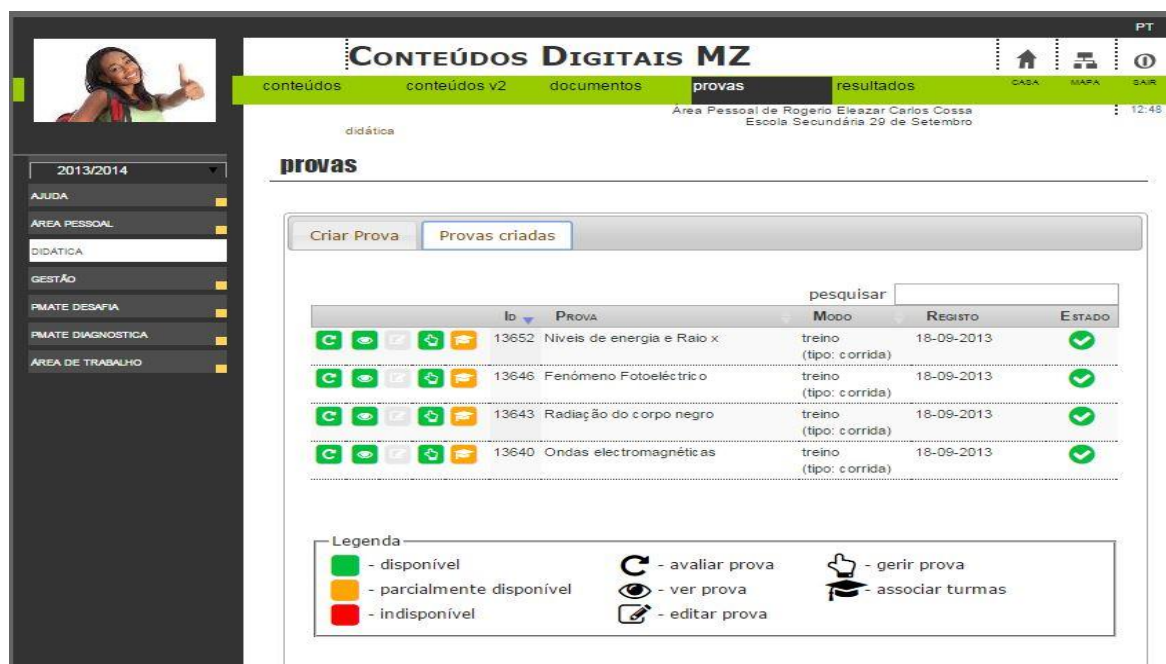 PT
CONTEÚDOS DIGITAIS MZ
conteúdos conteúdos v2 documentos provas resultados
CASA MAPA SAIR
Área Pessoal de Rogerio Eleazar Carlos Cossa
12:48
Escola Secundária 29 de Setembro
didática
provas
2013/2014
AJUDA
ÁREA PESSOAL
DIDÁTICA
GESTÃO
PMATE DESAFIA
PMATE DIAGNOSTICA
ÁREA DE TRABALHO
Criar Prova Provas criadas
pesquisar
ID PROVA MODO REGISTO ESTADO
13652 Niveis de energia e Raio x treino 18-09-2013
(tipo: corrida)
13646 Fenómeno Fotoeléctrico treino 18-09-2013
(tipo: corrida)
13643 Radiação do corpo negro treino 18-09-2013
(tipo: corrida)
13640 Ondas electromagnéticas treino 18-09-2013
(tipo: corrida)
Legenda
- disponível - avaliar prova - gerir prova
- parcialmente disponível - ver prova - associar turmas
- indisponível - editar prova